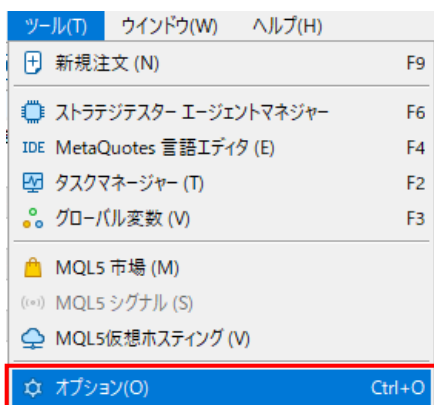 ツール(T) ウインドウ(W) ヘルプ(H)
新規注文 (N) F9
ストラテジテスター エージェントマネジャー F6
IDE MetaQuotes 言語エディタ (E) F4
タスクマネージャー (T) F2
グローバル変数 (V) F3
MQL5 市場 (M)
MQL5 シグナル (S)
MQL5仮想ホスティング (V)
オプション(O) Ctrl+O